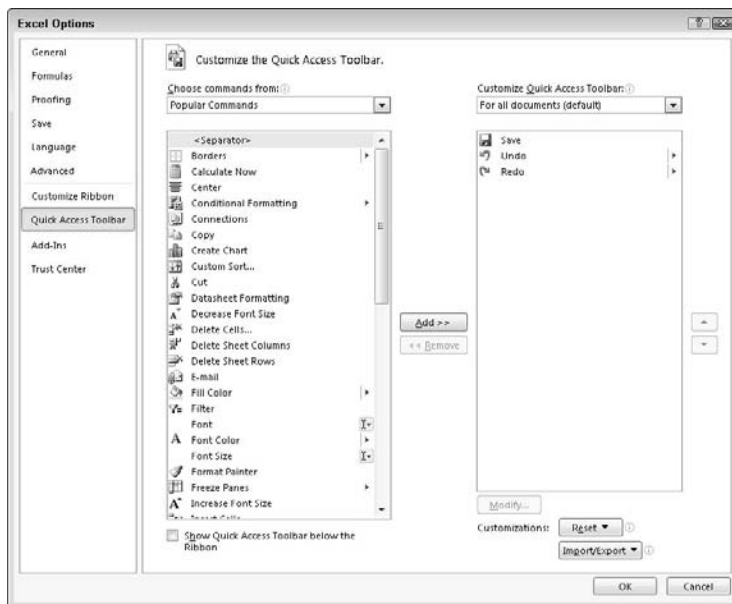 Excel Options
General
Formulas
Proofing
Save
Language
Advanced
Customize Ribbon
Quick Access Toolbar
Add-Ins
Trust Center
Customize the Quick Access Toolbar.
Choose commands from:
Popular Commands
<Separator>
Borders
Calculate Now
Center
Conditional Formatting
Connections
Copy
Create Chart
Custom Sort...
Cut
Datasheet Formatting
Decrease Font Size
Delete Cells...
Delete Sheet Columns
Delete Sheet Rows
E-mail
Fill Color
Filter
Font
Font Color
Font Size
Format Painter
Freeze Panes
Increase Font Size
Show Quick Access Toolbar below the
Ribbon
Add >>
<< Remove
Customize Quick Access Toolbar:
For all documents (default)
Save
Undo
Redo
Modify...
Customizations:
Reset
Import/Export
OK
Cancel